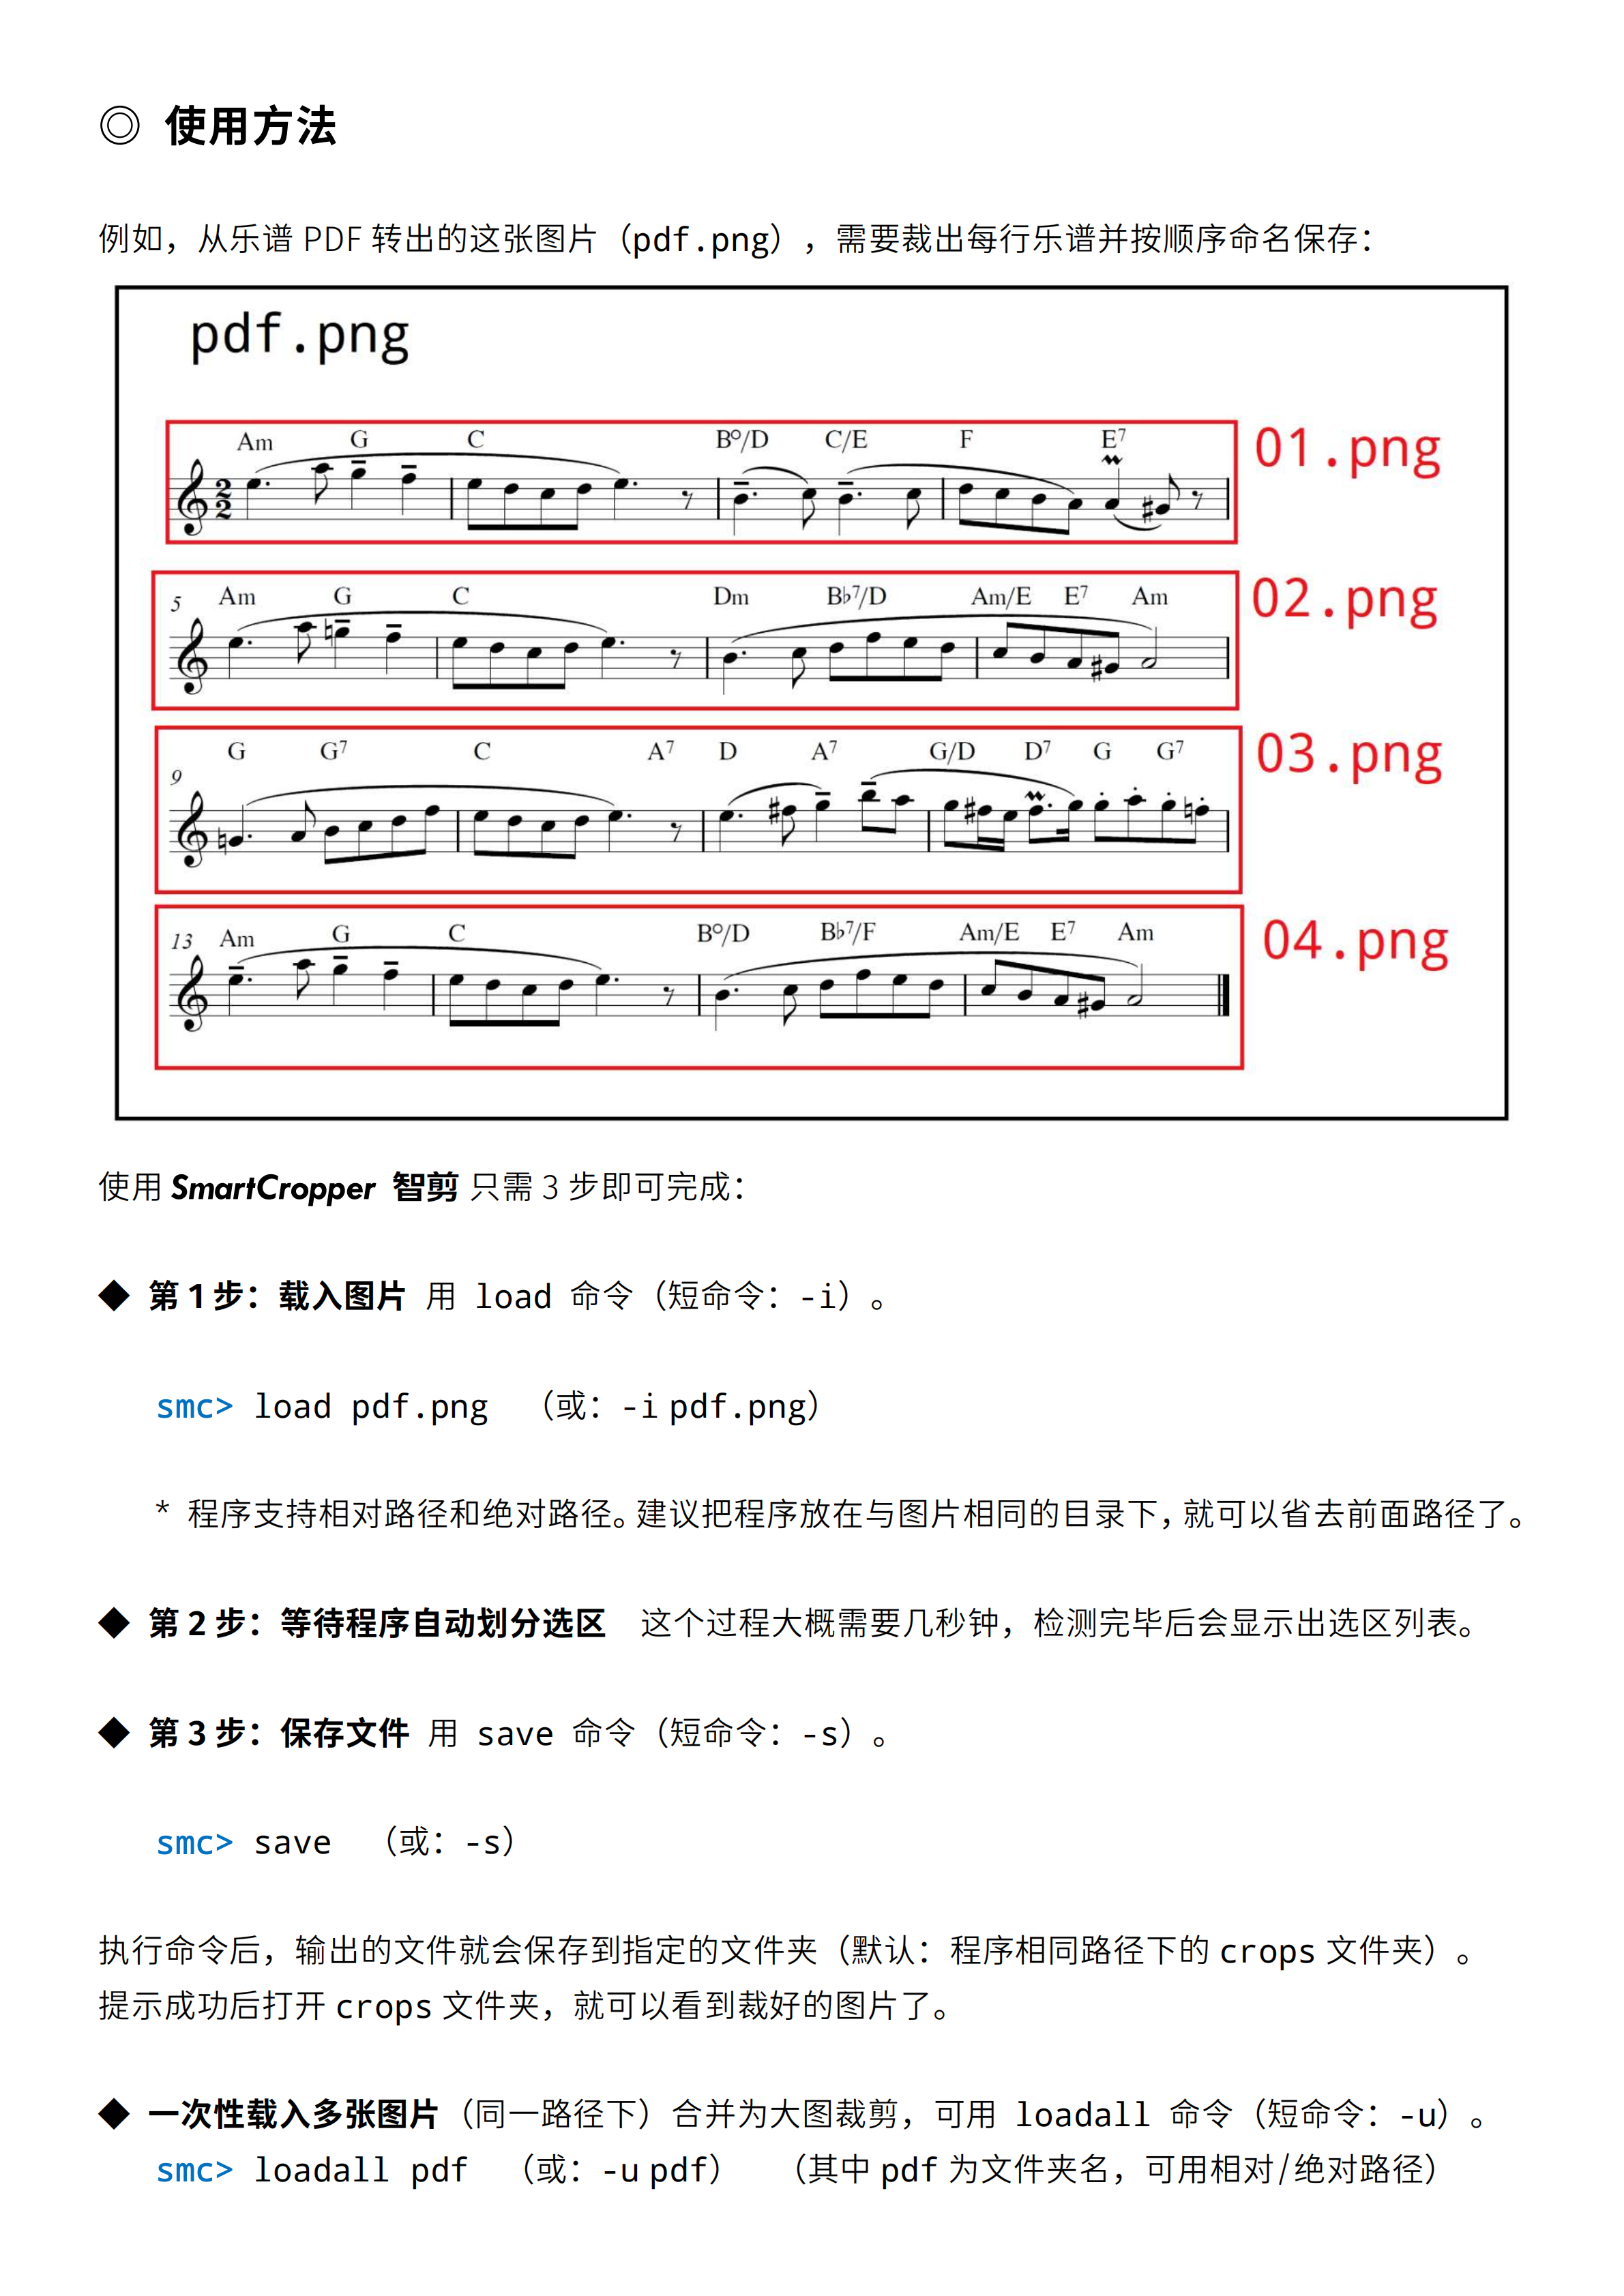 ◎ 使用方法
例如，从乐谱 PDF 转出的这张图片（pdf.png），需要裁出每行乐谱并按顺序命名保存：
pdf.png
Am G C B°/D C/E F E7
2
2
01.png
5 Am G C Dm B♭7/D Am/E E7 Am
02.png
G G7 C A7 D A7 G/D D7 G G7
9
03.png
13 Am G C B°/D B♭7/F Am/E E7 Am
04.png
使用 SmartCropper 智剪 只需 3 步即可完成：
◆ 第 1 步：载入图片 用 load 命令（短命令：-i）。
smc> load pdf.png （或：-i pdf.png）
* 程序支持相对路径和绝对路径。建议把程序放在与图片相同的目录下，就可以省去前面路径了。
◆ 第 2 步：等待程序自动划分选区 这个过程大概需要几秒钟，检测完毕后会显示出选区列表。
◆ 第 3 步：保存文件 用 save 命令（短命令：-s）。
smc> save （或：-s）
执行命令后，输出的文件就会保存到指定的文件夹（默认：程序相同路径下的 crops 文件夹）。
提示成功后打开 crops 文件夹，就可以看到裁好的图片了。
◆ 一次性载入多张图片（同一路径下）合并为大图裁剪，可用 loadall 命令（短命令：-u）。
smc> loadall pdf （或：-u pdf） （其中 pdf 为文件夹名，可用相对/绝对路径）